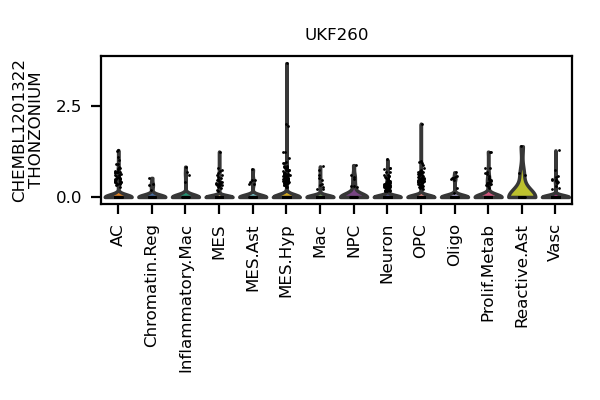 UKF260
CHEMBL1201322
THONZONIUM
2.5
0.0
AC
Chromatin.Reg
Inflammatory.Mac
MES
MES.Ast
MES.Hyp
Mac
NPC
Neuron
OPC
Oligo
Prolif.Metab
Reactive.Ast
Vasc